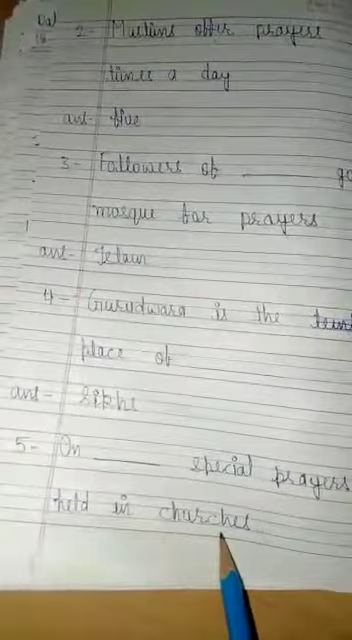 2- Muslims offer prayers
times a day
ans- five
3- Followers of ______ go
mosque for prayers
ans- Islam
4- Gurudwara is the
place of
ans- Sikhs
5- On ______ special prayers
held in churches